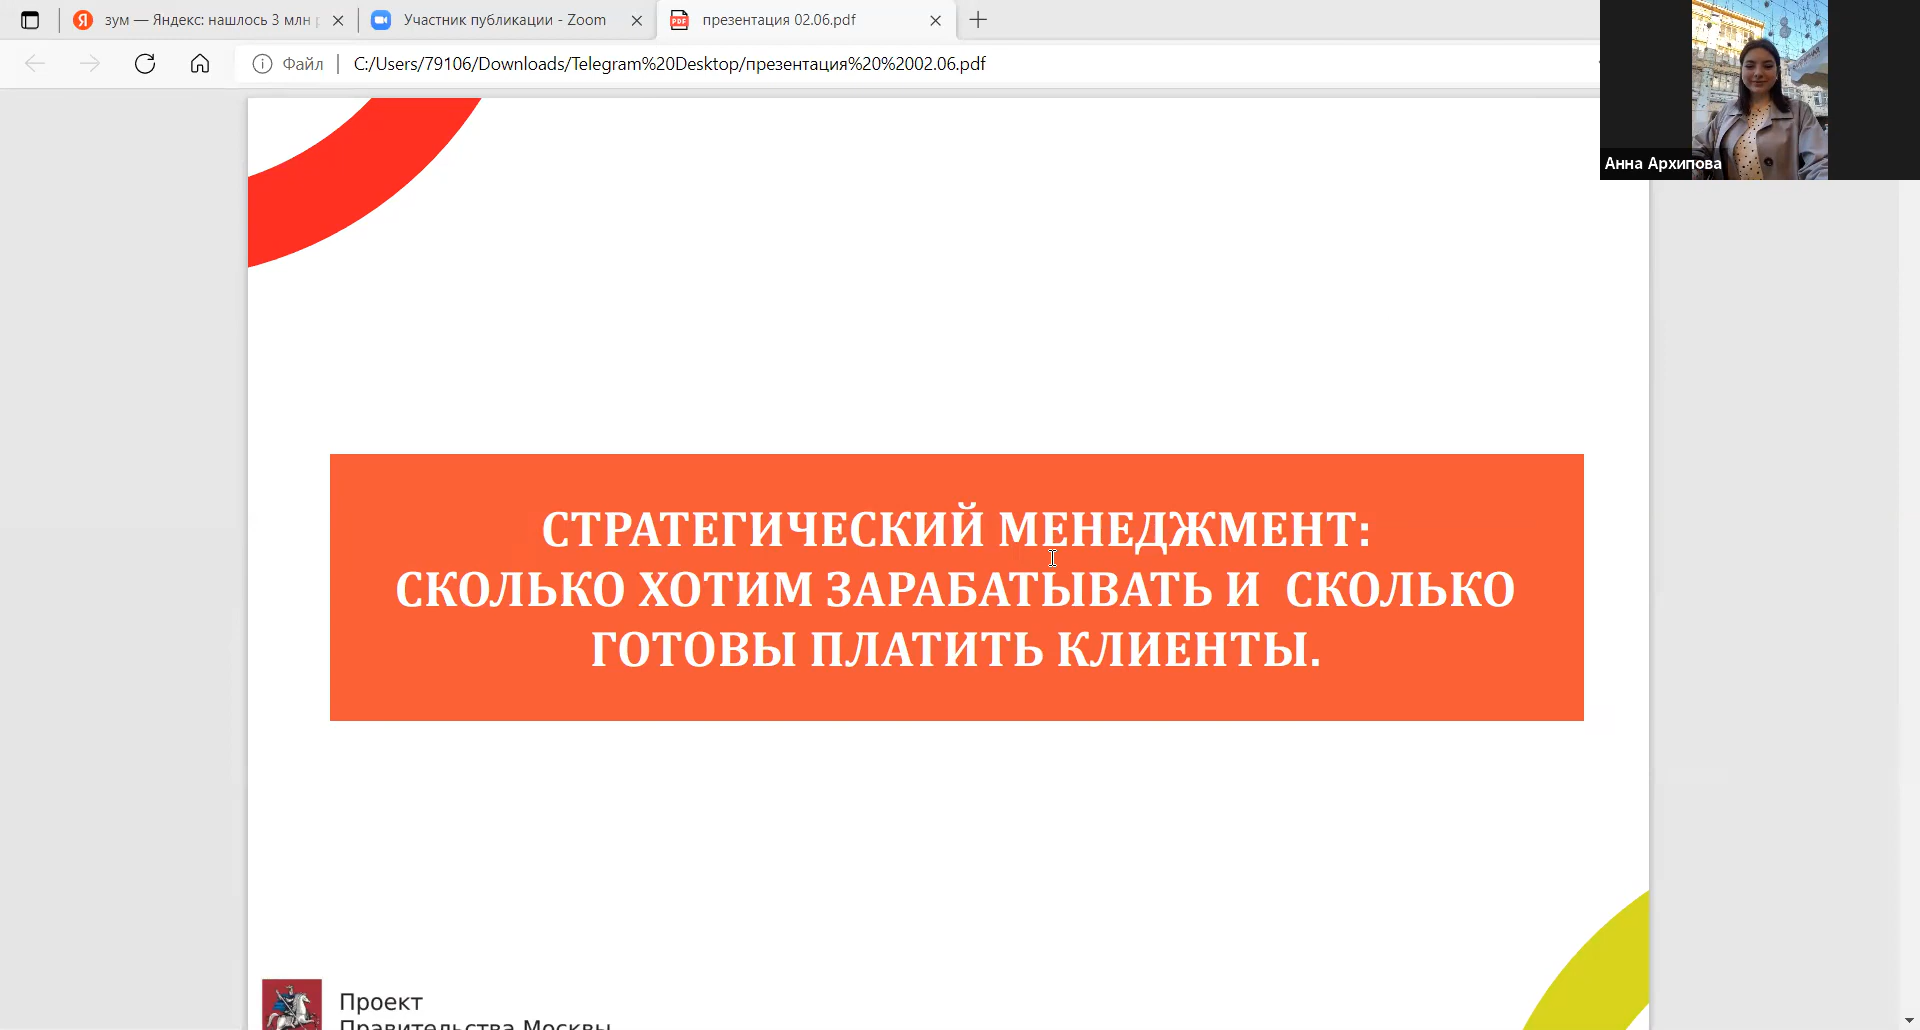 зум — Яндекс: нашлось 3 млн
Участник публикации - Zoom
презентация 02.06.pdf
Файл
C:/Users/79106/Downloads/Telegram%20Desktop/презентация%20%2002.06.pdf
Анна Архипова
СТРАТЕГИЧЕСКИЙ МЕНЕДЖМЕНТ:
СКОЛЬКО ХОТИМ ЗАРАБАТЫВАТЬ И СКОЛЬКО
ГОТОВЫ ПЛАТИТЬ КЛИЕНТЫ.
Проект
Правительства Москвы